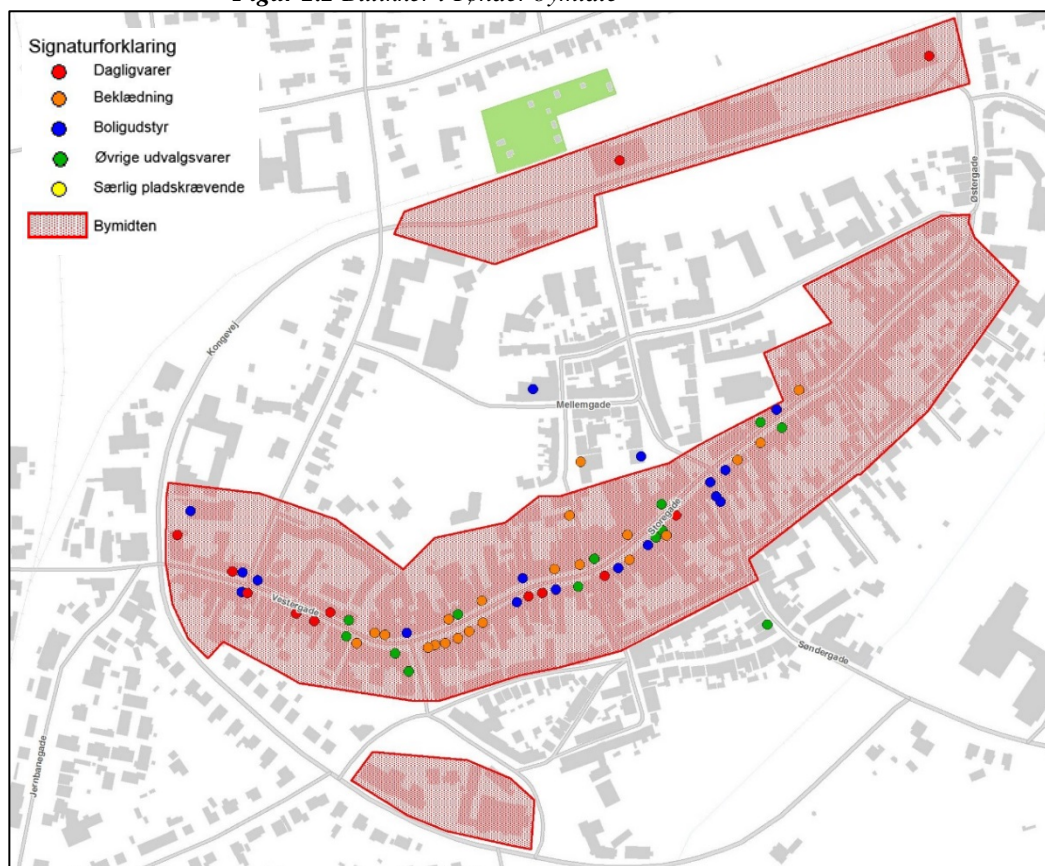 Signaturforklaring
Dagligvarer
Beklædning
Boligudstyr
Øvrige udvalgsvarer
Særlig pladskrævende
Bymidten
Østergade
Kongevej
Mellemgade
Storegade
Vestergade
Søndergade
Jernbanegade